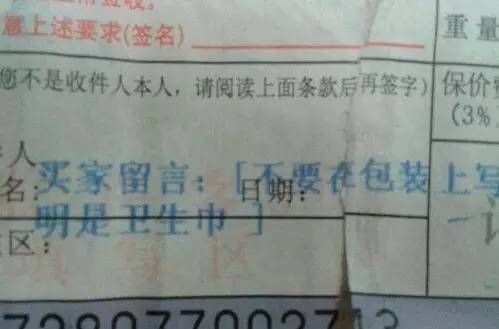 意上述要求(签名)
重量
您不是收件人本人，请阅读上面条款后再签字)
保价费
(3%
件人
名:
日期:
买家留言:[不要在包装上写
明是卫生巾 ]
区: